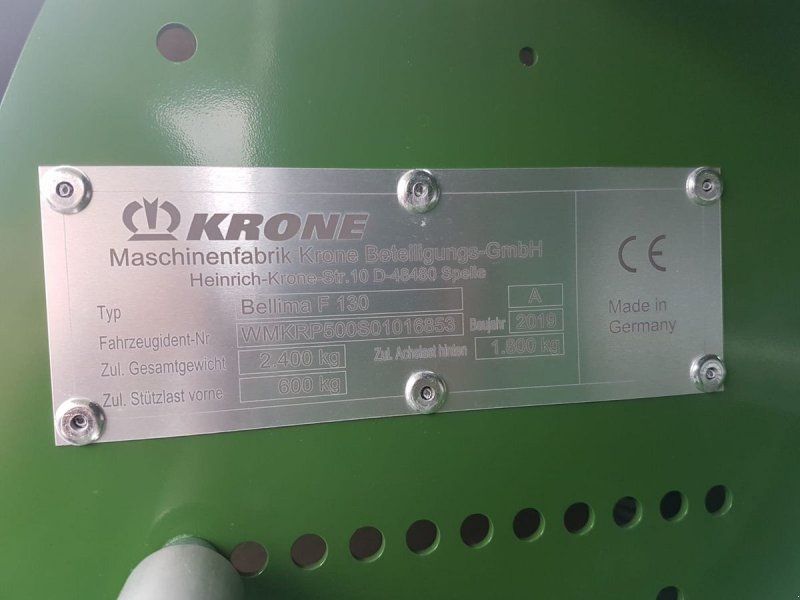 KRONE
Maschinenfabrik Krone Beteiligungs-GmbH
Heinrich-Krone-Str.10 D-48480 Spelle
Typ Bellima F 130 A
Fahrzeugident-Nr WMKRP500S01016853 Baujahr 2019
Zul. Gesamtgewicht 2.400 kg Zul. Achslast hinten 1.800 kg
Zul. Stützlast vorne 600 kg
CE
Made in
Germany